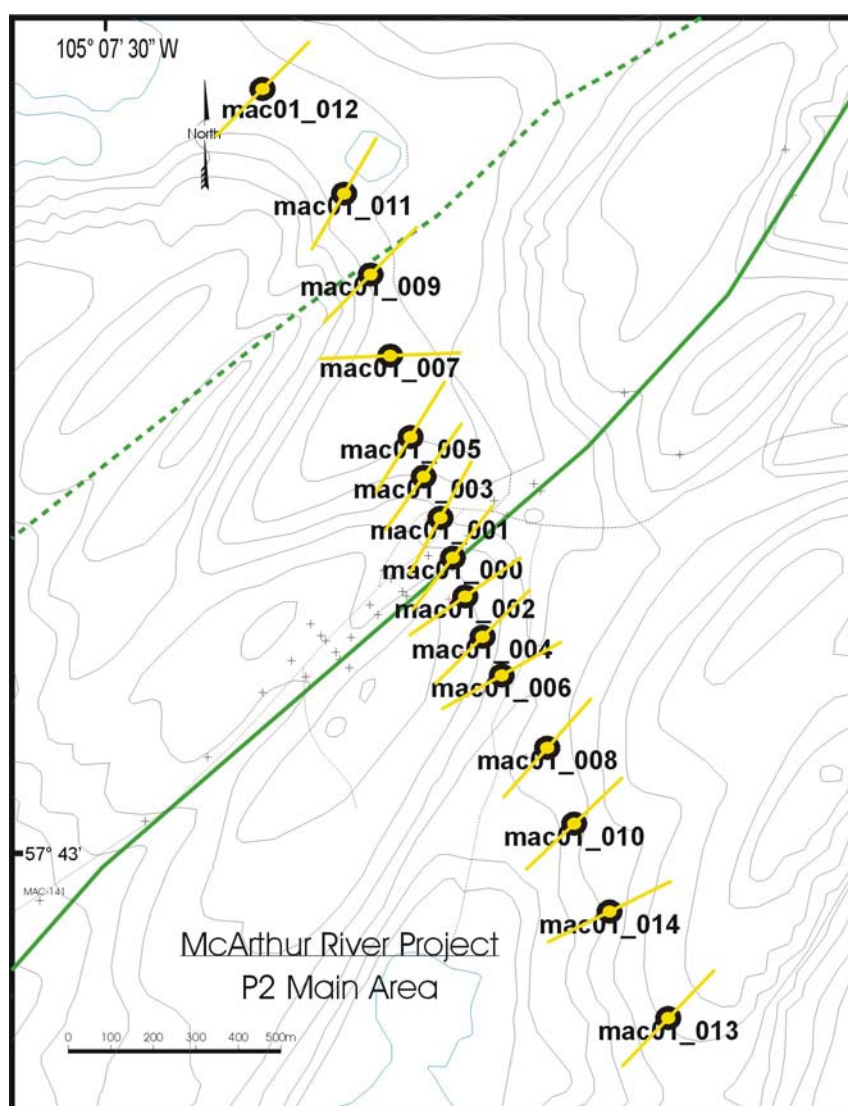 105° 07' 30" W
mac01_012
North
mac01_011
mac01_009
mac01_007
mac01_005
mac01_003
mac01_001
mac01_000
mac01_002
mac01_004
mac01_006
mac01_008
mac01_010
57° 43'
MAC-141
mac01_014
McArthur River Project
P2 Main Area
mac01_013
0 100 200 300 400 500m